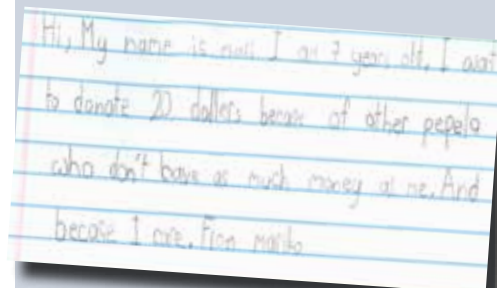 Hi, My name is I am 7 years old, I want
to donate 20 dollers becase of other pepelo
who don't have as much money as me. And
becase I care. From